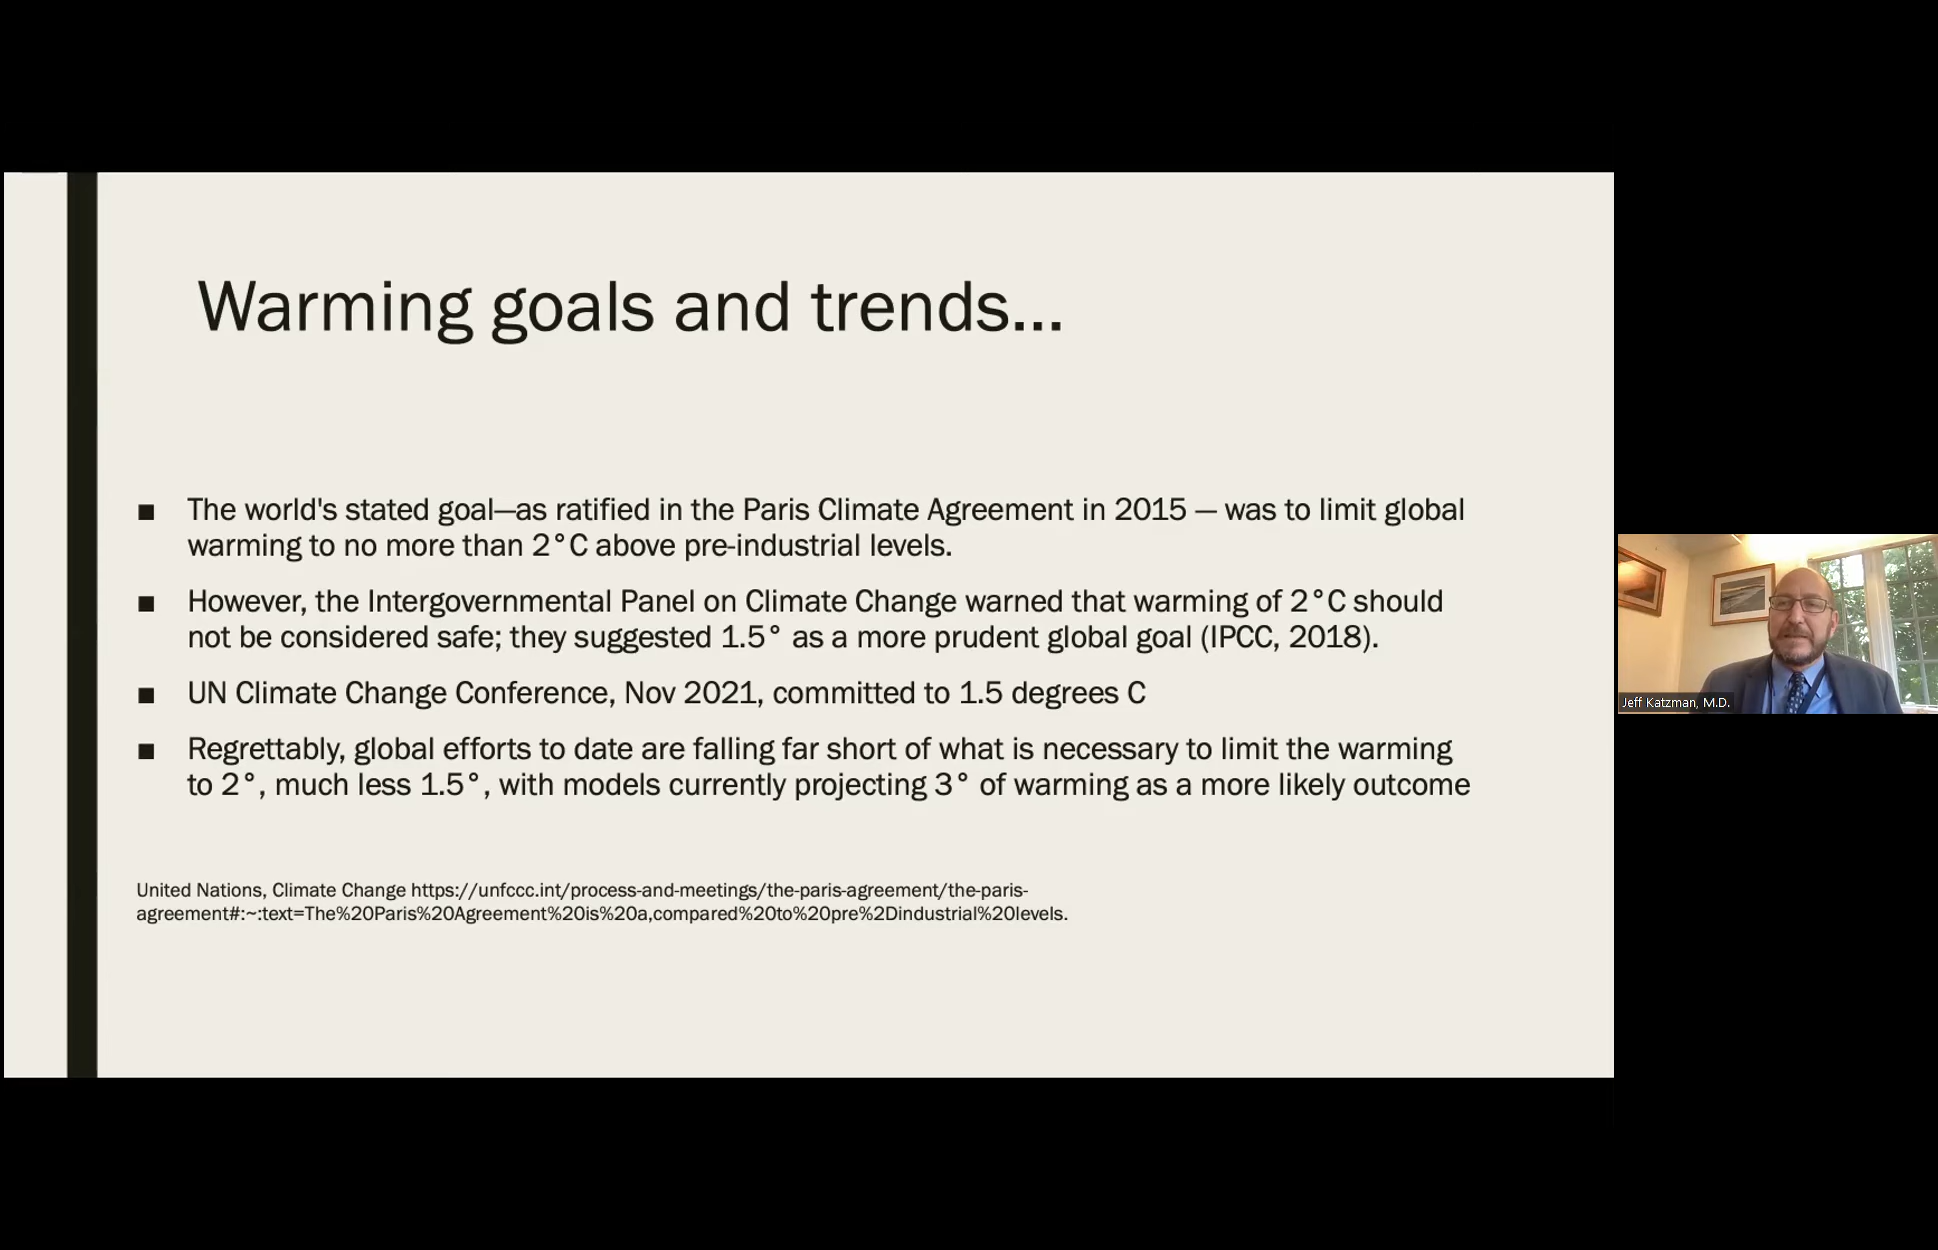 Warming goals and trends...
■ The world's stated goal—as ratified in the Paris Climate Agreement in 2015 — was to limit global
warming to no more than 2°C above pre-industrial levels.
■ However, the Intergovernmental Panel on Climate Change warned that warming of 2°C should
not be considered safe; they suggested 1.5° as a more prudent global goal (IPCC, 2018).
■ UN Climate Change Conference, Nov 2021, committed to 1.5 degrees C
■ Regrettably, global efforts to date are falling far short of what is necessary to limit the warming
to 2°, much less 1.5°, with models currently projecting 3° of warming as a more likely outcome
United Nations, Climate Change https://unfccc.int/process-and-meetings/the-paris-agreement/the-paris-
agreement#:~:text=The%20Paris%20Agreement%20is%20a,compared%20to%20pre%2Dindustrial%20levels.
Jeff Katzman, M.D.